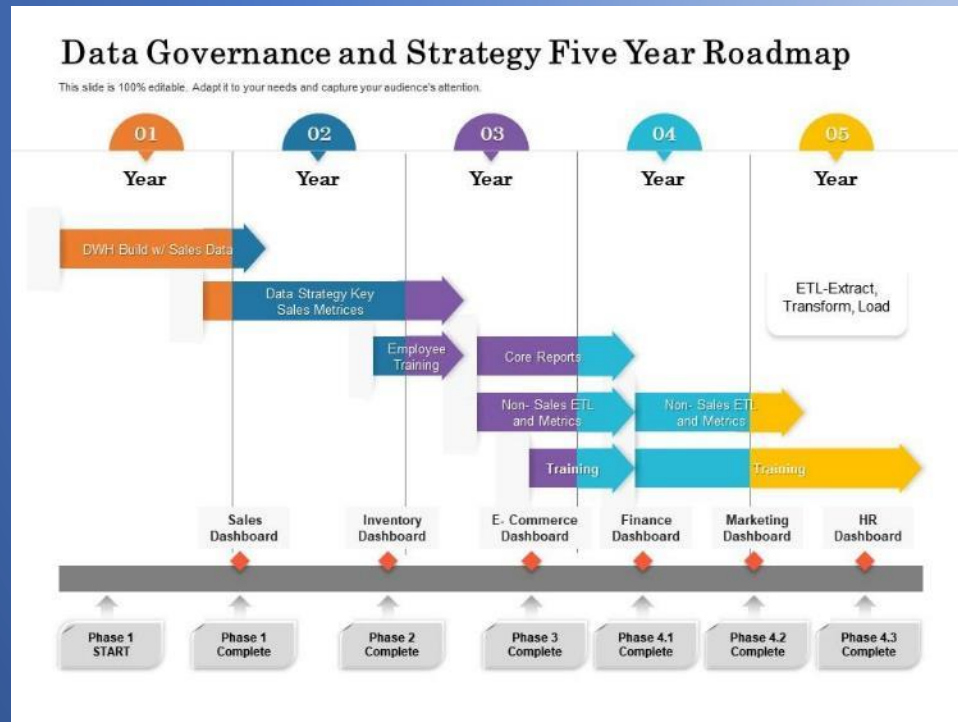 Data Governance and Strategy Five Year Roadmap
This slide is 100% editable. Adapt it to your needs and capture your audience's attention.
01
02
03
04
05
Year
Year
Year
Year
Year
DWH Build w/ Sales Data
Data Strategy Key
Sales Metrices
ETL-Extract,
Transform, Load
Employee
Training
Core Reports
Non- Sales ETL
and Metrics
Non- Sales ETL
and Metrics
Training
Training
Sales
Dashboard
Inventory
Dashboard
E- Commerce
Dashboard
Finance
Dashboard
Marketing
Dashboard
HR
Dashboard
Phase 1
START
Phase 1
Complete
Phase 2
Complete
Phase 3
Complete
Phase 4.1
Complete
Phase 4.2
Complete
Phase 4.3
Complete